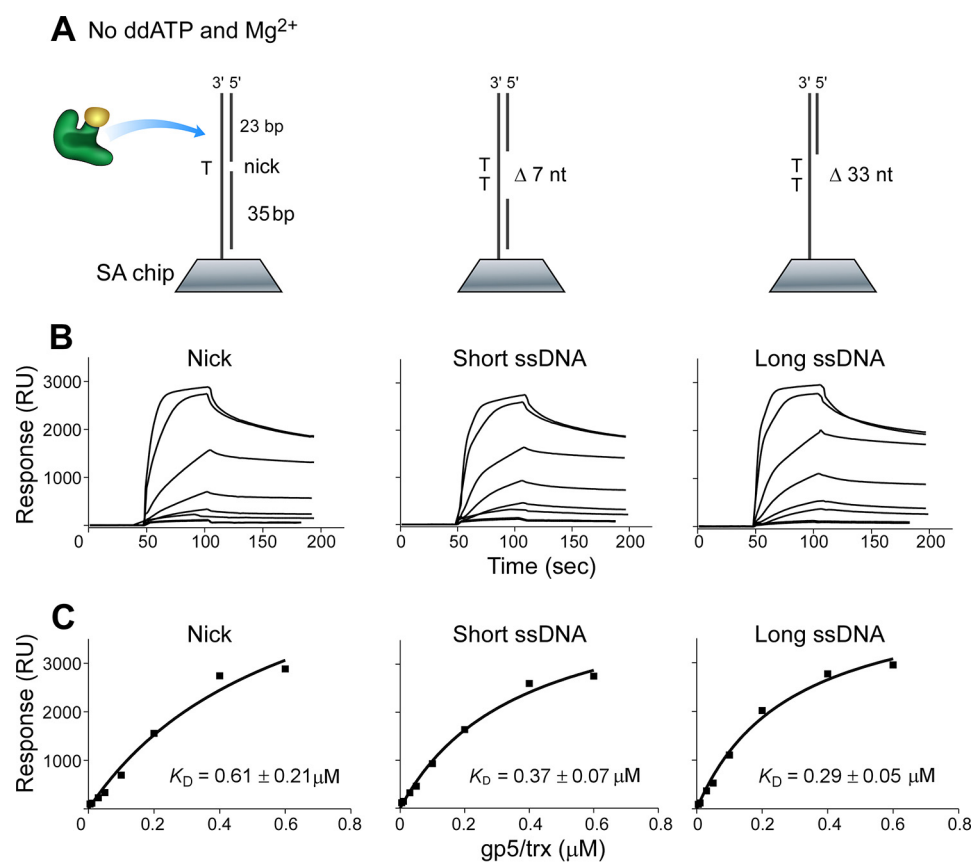 A No ddATP and Mg2+
3' 5'
3' 5'
3' 5'
23 bp
T
nick
T
T
Δ 7 nt
T
T
Δ 33 nt
35 bp
SA chip
B
Nick
Short ssDNA
Long ssDNA
Response (RU)
3000
2000
1000
0 50 100 150 200
0 50 100 150 200
0 50 100 150 200
Time (sec)
C
Nick
Short ssDNA
Long ssDNA
Response (RU)
3000
2000
1000
KD = 0.61 ± 0.21 μM
KD = 0.37 ± 0.07 μM
KD = 0.29 ± 0.05 μM
0 0.2 0.4 0.6 0.8
0 0.2 0.4 0.6 0.8
0 0.2 0.4 0.6 0.8
gp5/trx (μM)